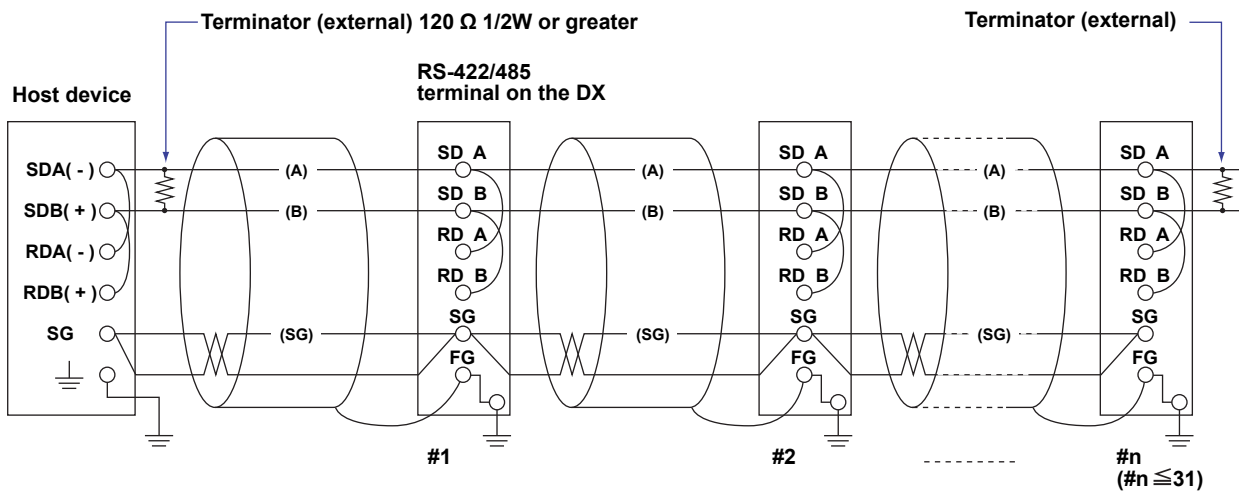 Terminator (external) 120 Ω 1/2W or greater
Terminator (external)
RS-422/485
terminal on the DX
Host device
SDA( - )
SDB( + )
RDA( - )
RDB( + )
SG
(A)
(B)
(SG)
SD A
SD B
RD A
RD B
SG
FG
#1
(A)
(B)
(SG)
SD A
SD B
RD A
RD B
SG
FG
#2
(A)
(B)
(SG)
SD A
SD B
RD A
RD B
SG
FG
#n
(#n ≦31)